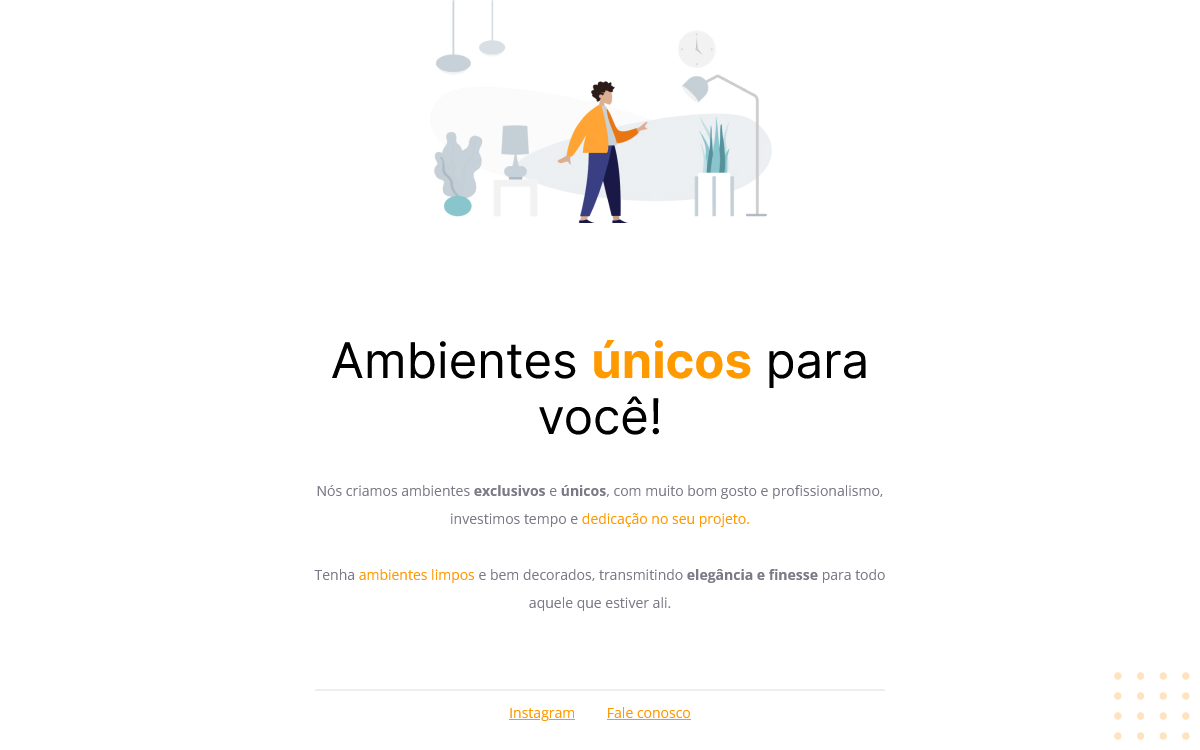 Ambientes únicos para
você!
Nós criamos ambientes exclusivos e únicos, com muito bom gosto e profissionalismo,
investimos tempo e dedicação no seu projeto.
Tenha ambientes limpos e bem decorados, transmitindo elegância e finesse para todo
aquele que estiver ali.
Instagram Fale conosco